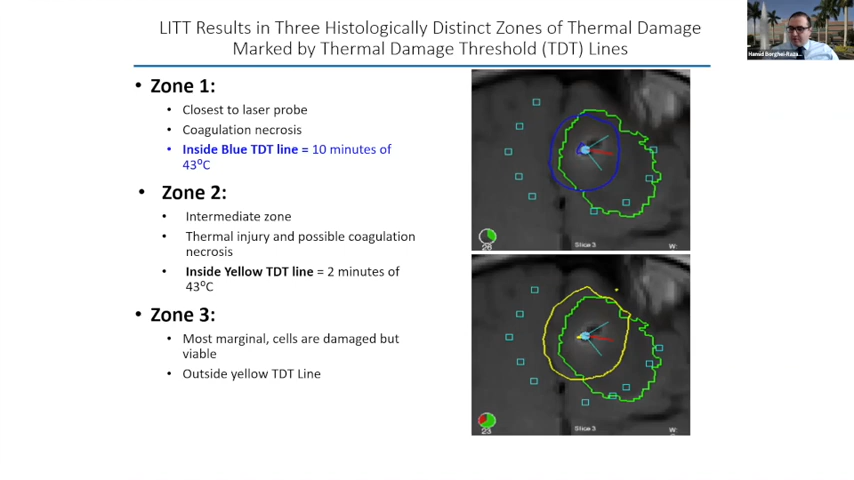 LITT Results in Three Histologically Distinct Zones of Thermal Damage
Marked by Thermal Damage Threshold (TDT) Lines
• Zone 1:
• Closest to laser probe
• Coagulation necrosis
• Inside Blue TDT line = 10 minutes of
43°C
• Zone 2:
• Intermediate zone
• Thermal injury and possible coagulation
necrosis
• Inside Yellow TDT line = 2 minutes of
43°C
• Zone 3:
• Most marginal, cells are damaged but
viable
• Outside yellow TDT Line
Slice 3
W:
23
Slice 3
W: